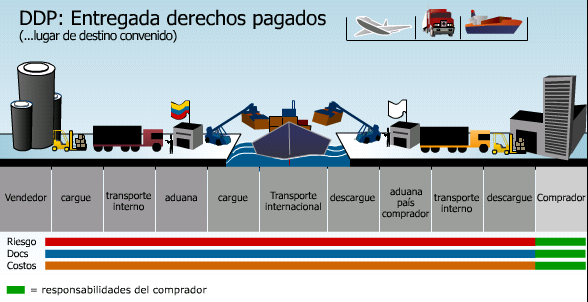 DDP: Entregada derechos pagados
(...lugar de destino convenido)
Vendedor
cargue
transporte
interno
aduana
cargue
Transporte
internacional
descargue
aduana
país
comprador
transporte
interno
descargue
Comprador
Riesgo
Docs
Costos
= responsabilidades del comprador